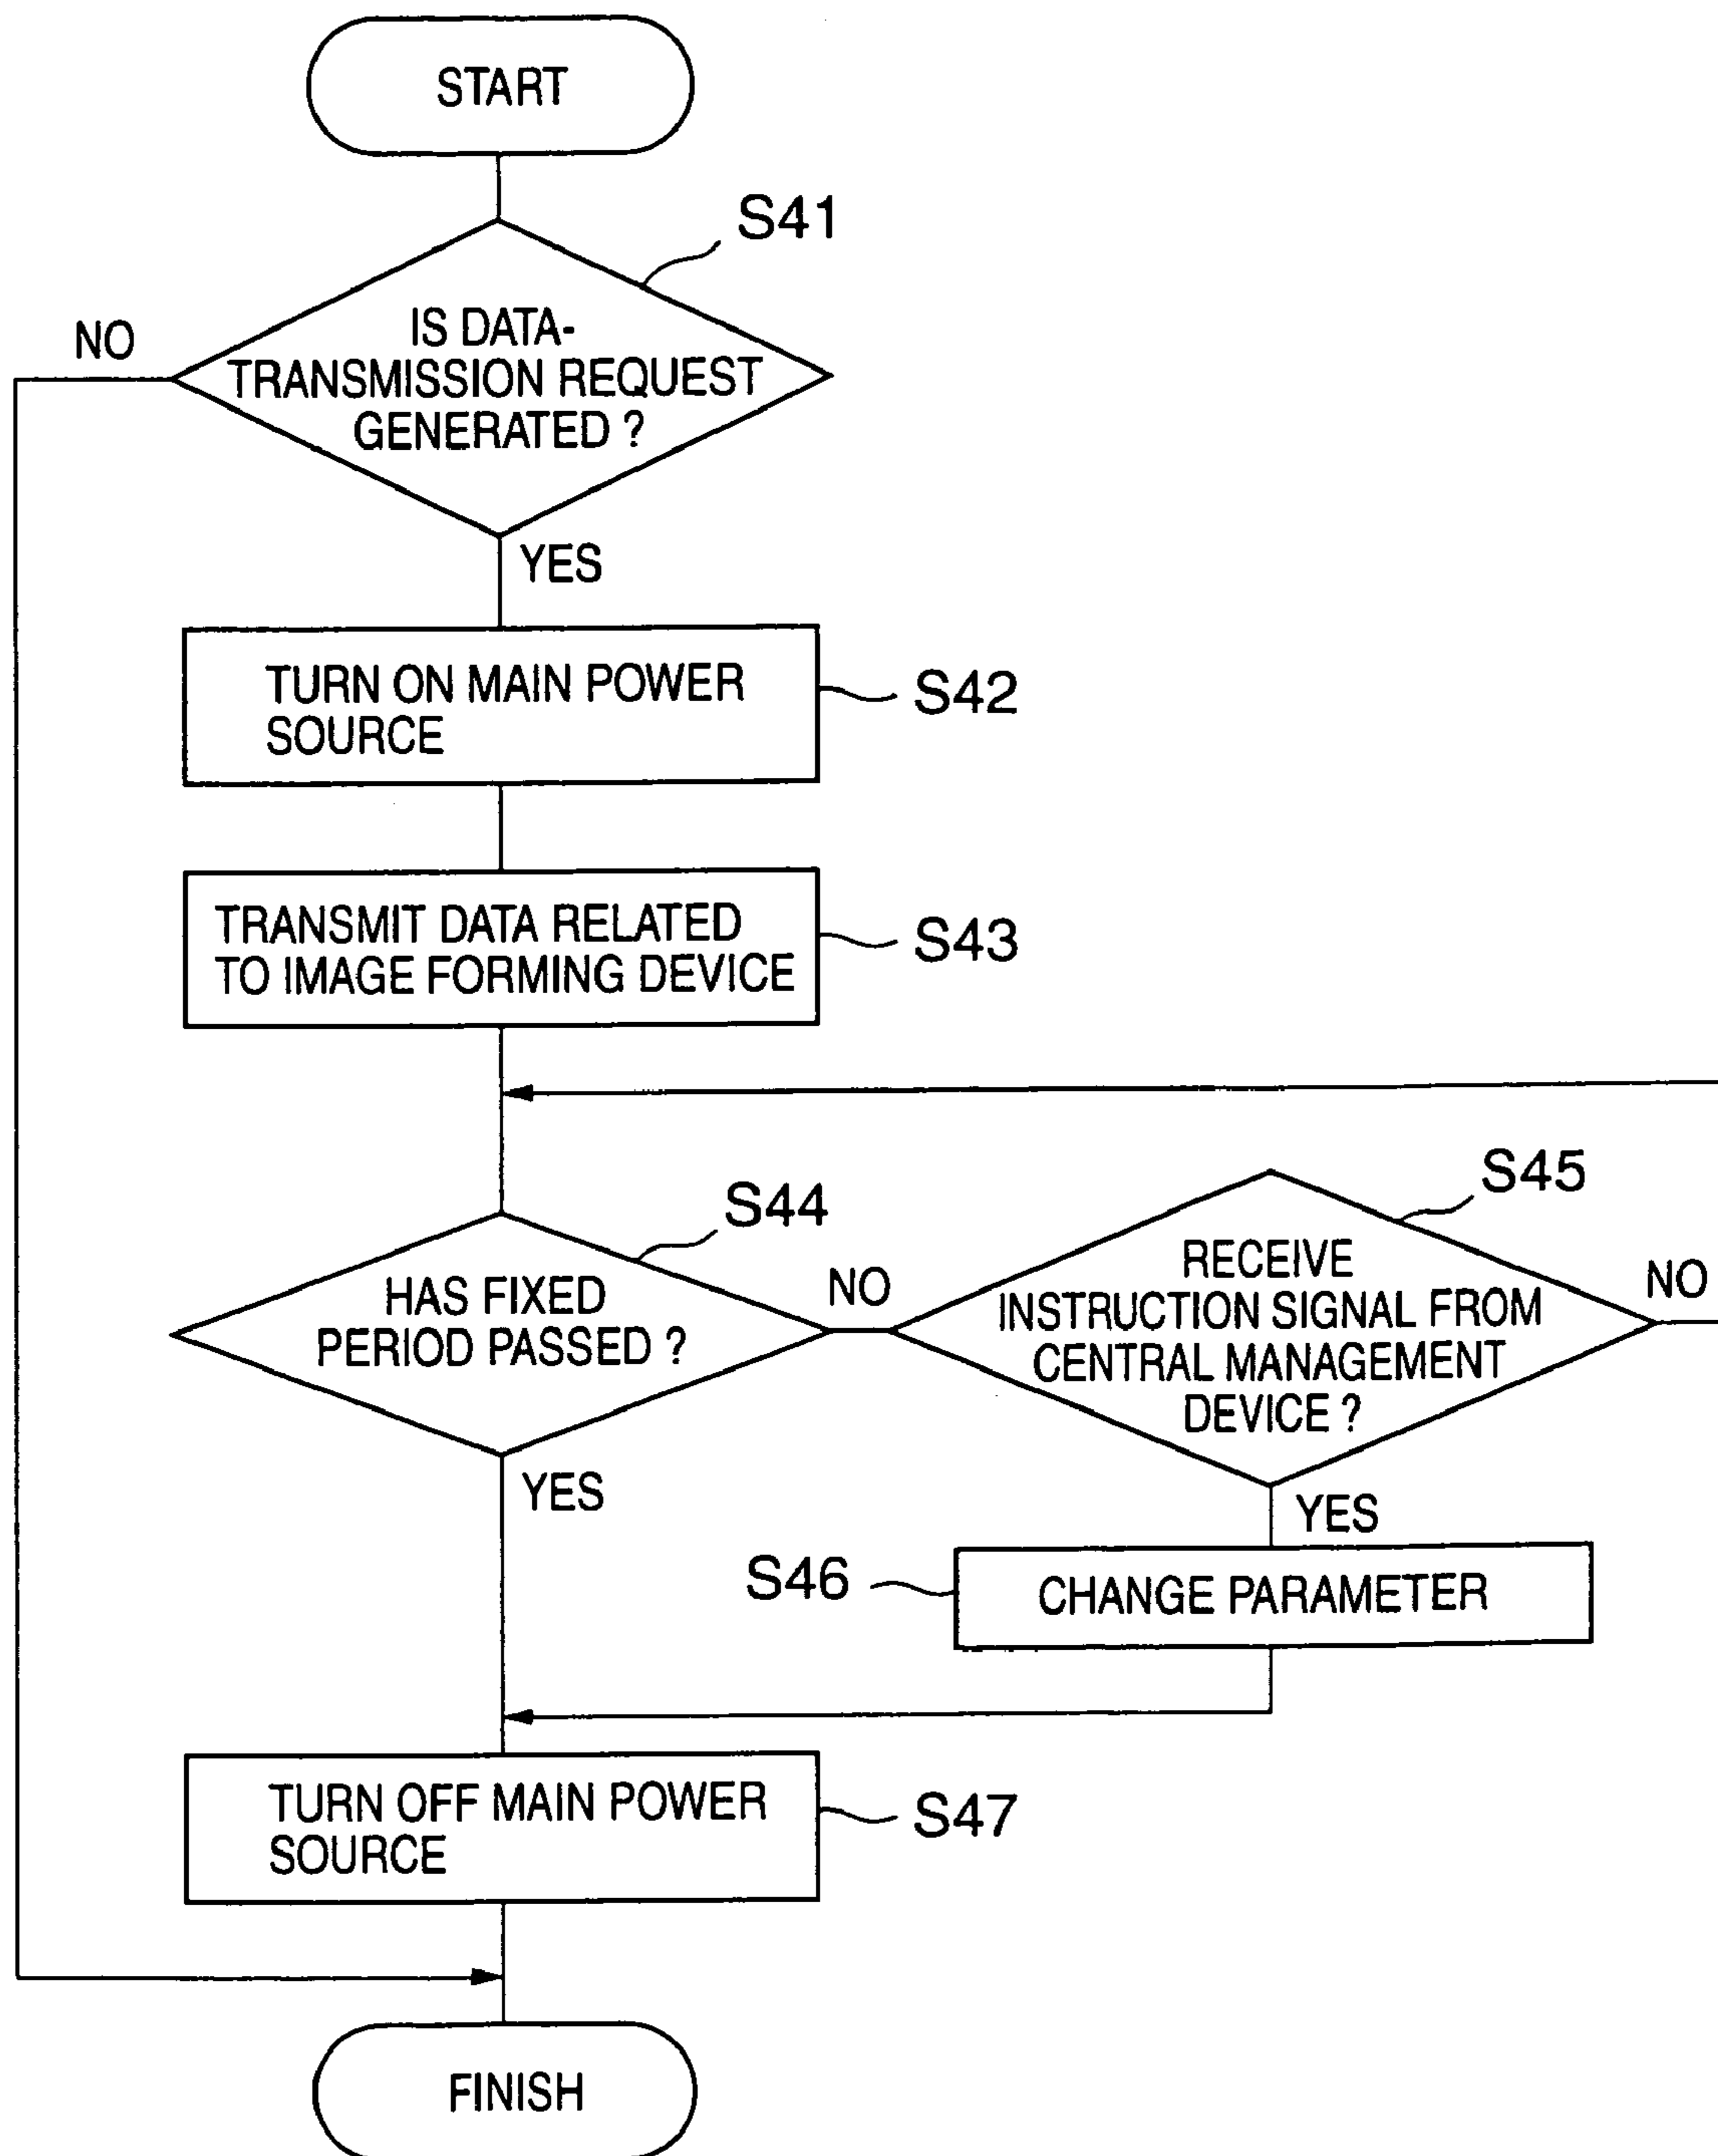 START
S41
IS DATA-
TRANSMISSION REQUEST
GENERATED ?
NO
YES
TURN ON MAIN POWER
SOURCE
S42
TRANSMIT DATA RELATED
TO IMAGE FORMING DEVICE
S43
S44
HAS FIXED
PERIOD PASSED ?
NO
YES
S45
RECEIVE
INSTRUCTION SIGNAL FROM
CENTRAL MANAGEMENT
DEVICE ?
NO
YES
S46
CHANGE PARAMETER
TURN OFF MAIN POWER
SOURCE
S47
FINISH